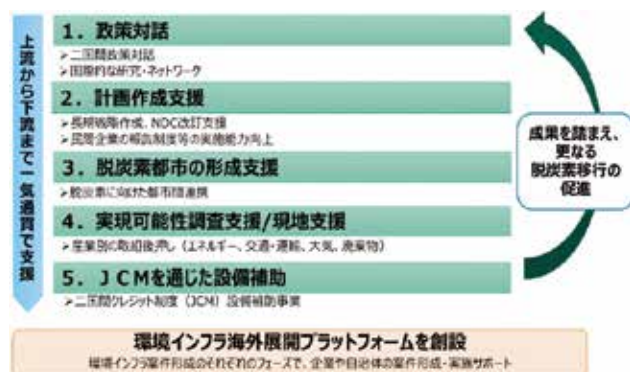 上流から下流まで一気通貫で支援
1. 政策対話
➢二国間政策対話
➢国際的な研究・ネットワーク
2. 計画作成支援
➢長期戦略作成、NDC改訂支援
➢民間企業の報告制度等の実施能力向上
3. 脱炭素都市の形成支援
➢脱炭素に向けた都市間連携
4. 実現可能性調査支援/現地支援
➢産業別の取組後押し（エネルギー、交通・運輸、大気、廃棄物）
5. JCMを通じた設備補助
➢二国間クレジット制度（JCM）設備補助事業
成果を踏まえ、
更なる
脱炭素移行の
促進
環境インフラ海外展開プラットフォームを創設
環境インフラ案件形成のそれぞれのフェーズで、企業や自治体の案件形成・実施サポート